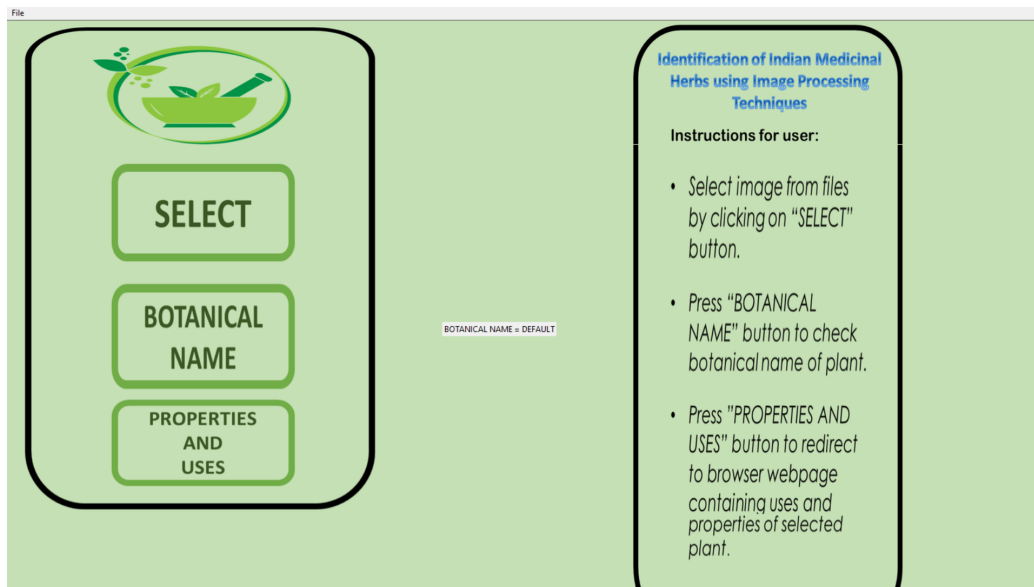 File
SELECT
BOTANICAL
NAME
PROPERTIES
AND
USES
BOTANICAL NAME = DEFAULT
Identification of Indian Medicinal
Herbs using Image Processing
Techniques
Instructions for user:
• Select image from files
by clicking on “SELECT”
button.
• Press “BOTANICAL
NAME” button to check
botanical name of plant.
• Press ”PROPERTIES AND
USES” button to redirect
to browser webpage
containing uses and
properties of selected
plant.